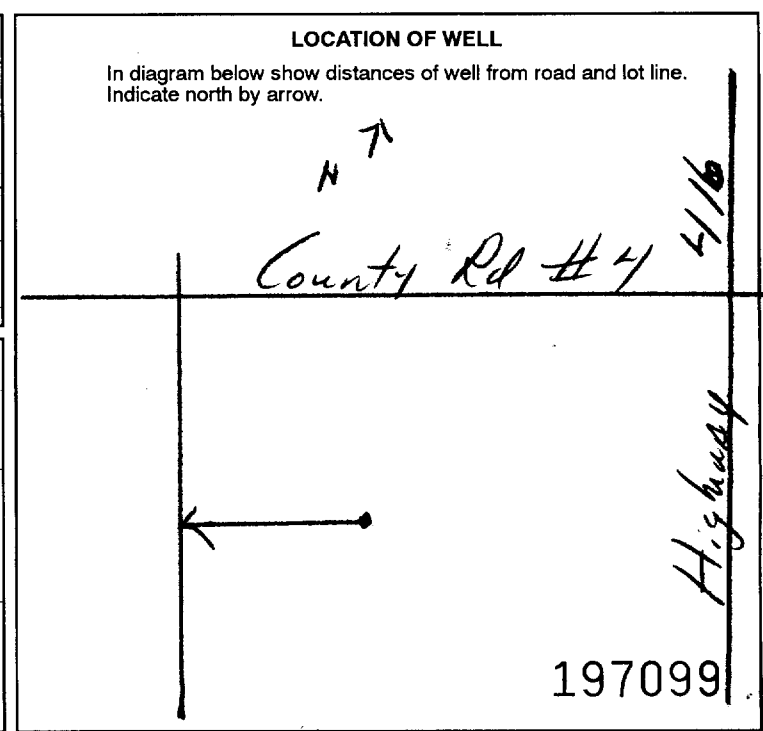 LOCATION OF WELL
In diagram below show distances of well from road and lot line.
Indicate north by arrow.
N
County Rd #4
Highway 416
197099